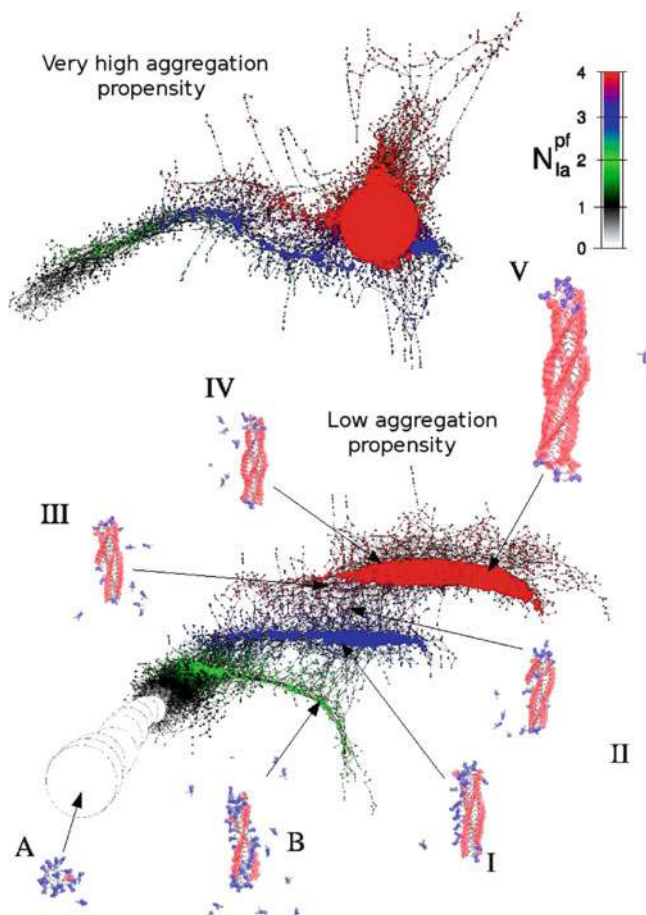 Very high aggregation
propensity
4
3
2
1
0
N
pf
la
V
IV
Low aggregation
propensity
III
II
A
B
I